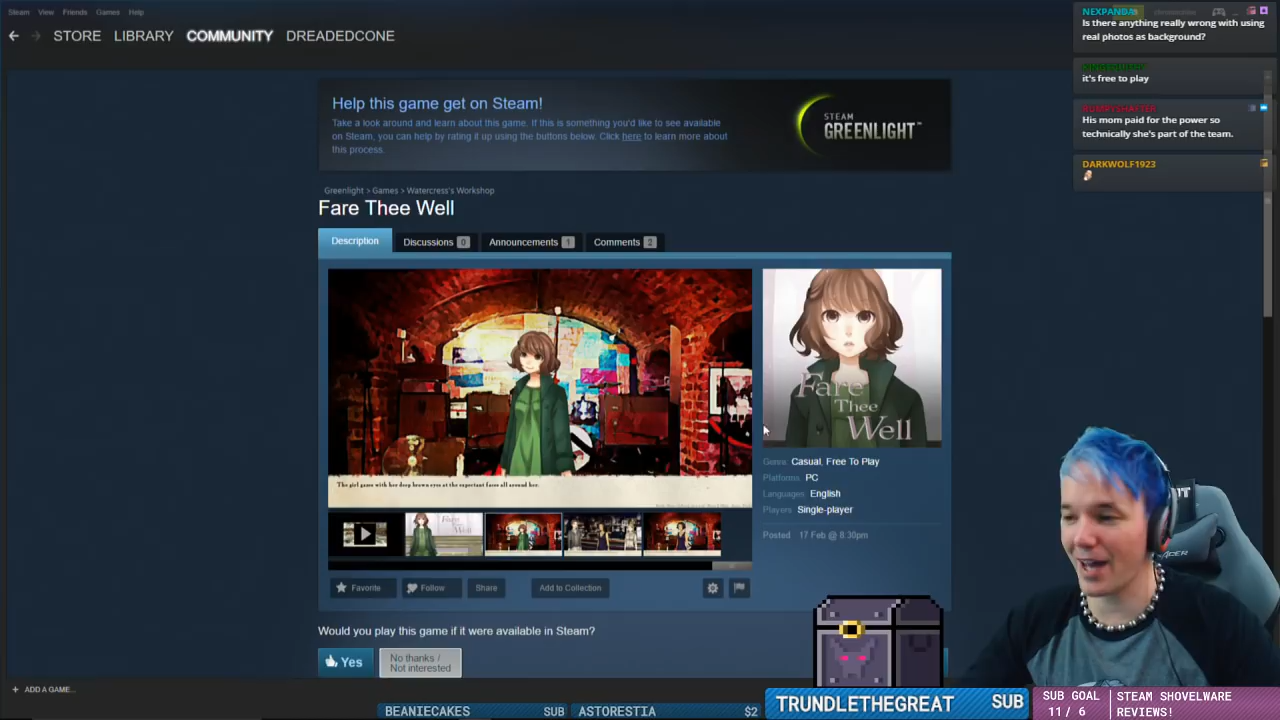 Steam View Friends Games Help
STORE LIBRARY COMMUNITY DREADEDCONE
Help this game get on Steam!
Take a look around and learn about this game. If this is something you'd like to see available
on Steam, you can help by rating it up using the buttons below. Click here to learn more about
this process.
STEAM
GREENLIGHT™
Greenlight > Games > Watercress's Workshop
Fare Thee Well
Description Discussions 0 Announcements 1 Comments 2
The girl gazes with her deep brown eyes at the expectant faces all around her.
Fare
Thee
Well
Genre: Casual, Free To Play
Platforms: PC
Languages: English
Players: Single-player
Posted 17 Feb @ 8:30pm
Favorite Follow Share Add to Collection
Would you play this game if it were available in Steam?
Yes
No thanks /
Not interested
+ ADD A GAME...
NEXPANDA
Is there anything really wrong with using
real photos as background?
it's free to play
His mom paid for the power so
technically she's part of the team.
DARKWOLF1923
BEANIECAKES SUB ASTORESTIA $2
TRUNDLETHEGREAT SUB
SUB GOAL
11 / 6
STEAM SHOVELWARE
REVIEWS!